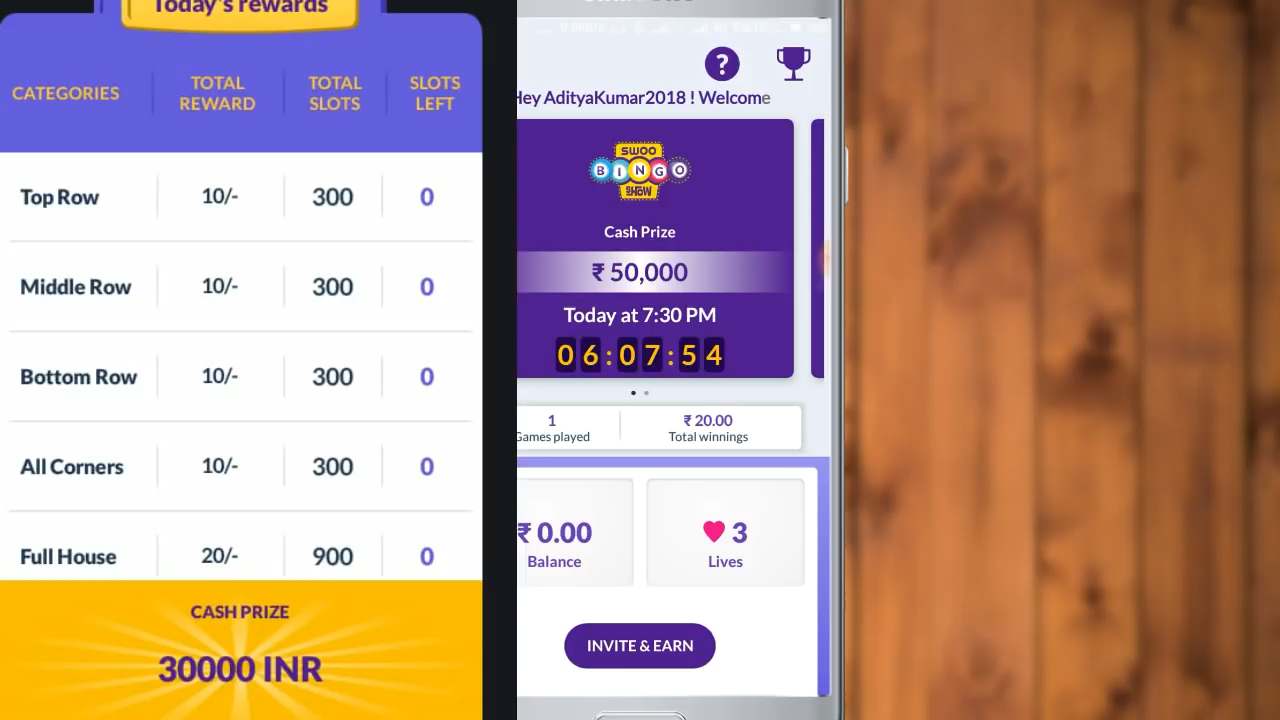 Today's rewards
CATEGORIES
TOTAL
REWARD
TOTAL
SLOTS
SLOTS
LEFT
Top Row 10/- 300 0
Middle Row 10/- 300 0
Bottom Row 10/- 300 0
All Corners 10/- 300 0
Full House 20/- 900 0
CASH PRIZE
30000 INR
?
Hey AdityaKumar2018 ! Welcome
SWOO
BINGO
SHOW
Cash Prize
₹ 50,000
Today at 7:30 PM
06:07:54
1
Games played
₹ 20.00
Total winnings
₹ 0.00
Balance
3
Lives
INVITE & EARN